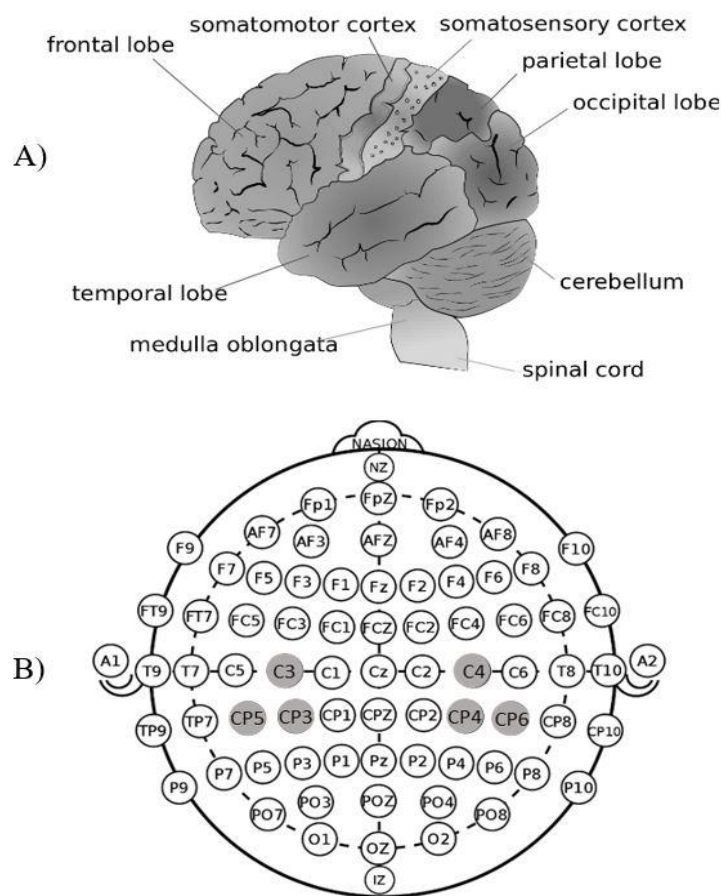 somatomotor cortex somatosensory cortex
frontal lobe parietal lobe
occipital lobe
A)
temporal lobe cerebellum
medulla oblongata
spinal cord
NASION
NZ
Fp1 FpZ Fp2
AF7 AF3 AFZ AF4 AF8
F9 F7 F5 F3 F1 Fz F2 F4 F6 F8 F10
FT9 FT7 FC5 FC3 FC1 FCZ FC2 FC4 FC6 FC8 FC10
B) A1 T9 T7 C5 C3 C1 Cz C2 C4 C6 T8 T10 A2
TP9 TP7 CP5 CP3 CP1 CPZ CP2 CP4 CP6 CP8 CP10
P9 P7 P5 P3 P1 Pz P2 P4 P6 P8 P10
PO7 PO3 POZ PO4 PO8
O1 OZ O2
IZ